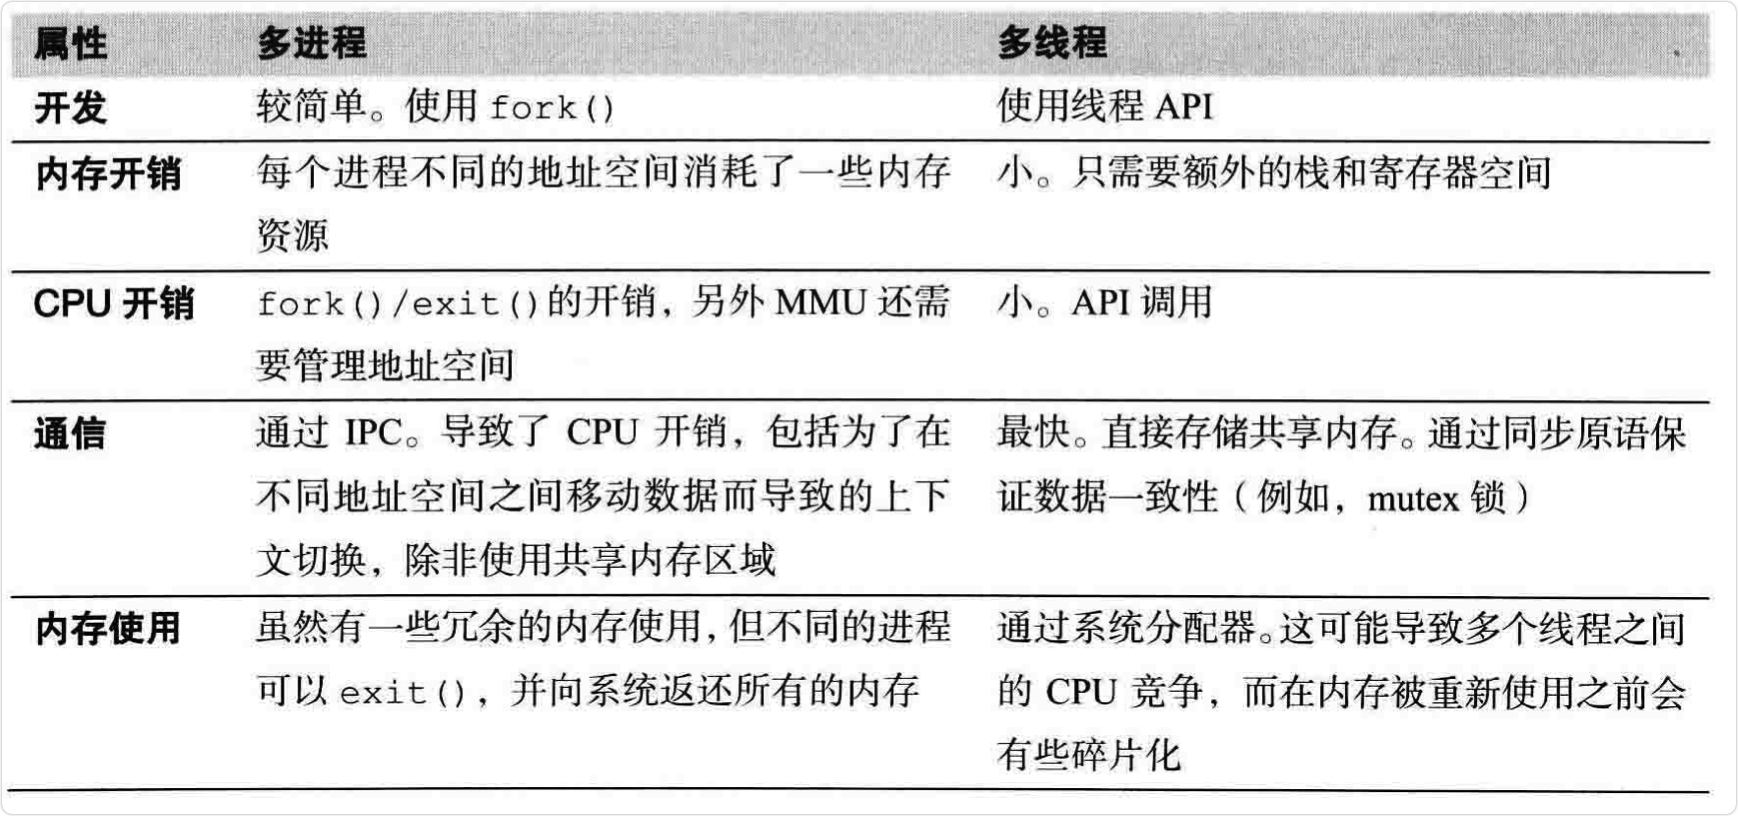 属性 多进程 多线程
开发 较简单。使用 fork() 使用线程 API
内存开销 每个进程不同的地址空间消耗了一些内存 小。只需要额外的栈和寄存器空间
资源
CPU 开销 fork()/exit()的开销，另外 MMU 还需 小。API 调用
要管理地址空间
通信 通过 IPC。导致了 CPU 开销，包括为了在 最快。直接存储共享内存。通过同步原语保
不同地址空间之间移动数据而导致的上下 证数据一致性（例如，mutex 锁）
文切换，除非使用共享内存区域
内存使用 虽然有一些冗余的内存使用，但不同的进程 通过系统分配器。这可能导致多个线程之间
可以 exit()，并向系统返还所有的内存 的 CPU 竞争，而在内存被重新使用之前会
有些碎片化